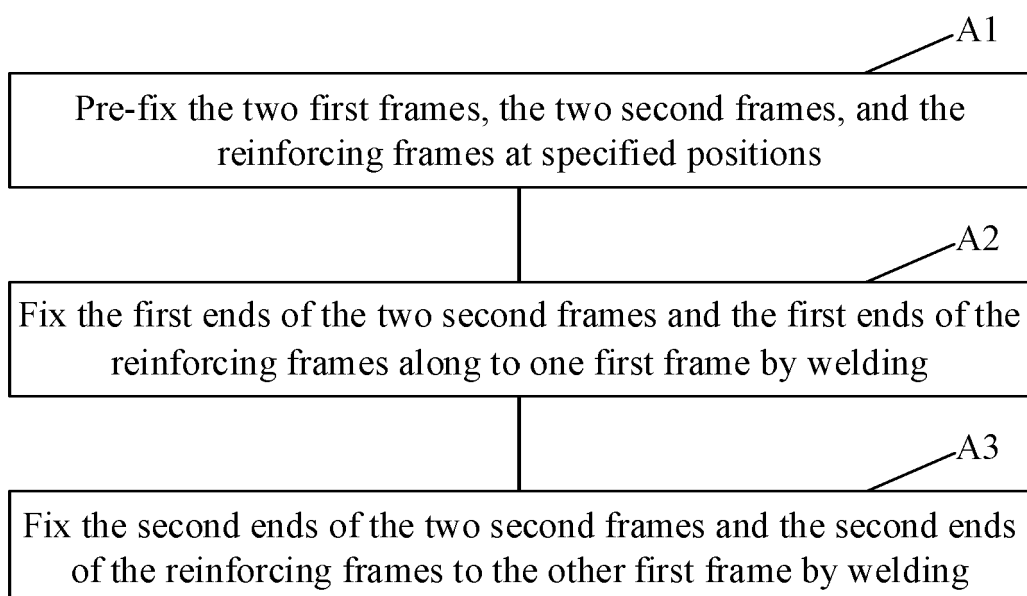 A1
Pre-fix the two first frames, the two second frames, and the
reinforcing frames at specified positions
A2
Fix the first ends of the two second frames and the first ends of the
reinforcing frames along to one first frame by welding
A3
Fix the second ends of the two second frames and the second ends
of the reinforcing frames to the other first frame by welding